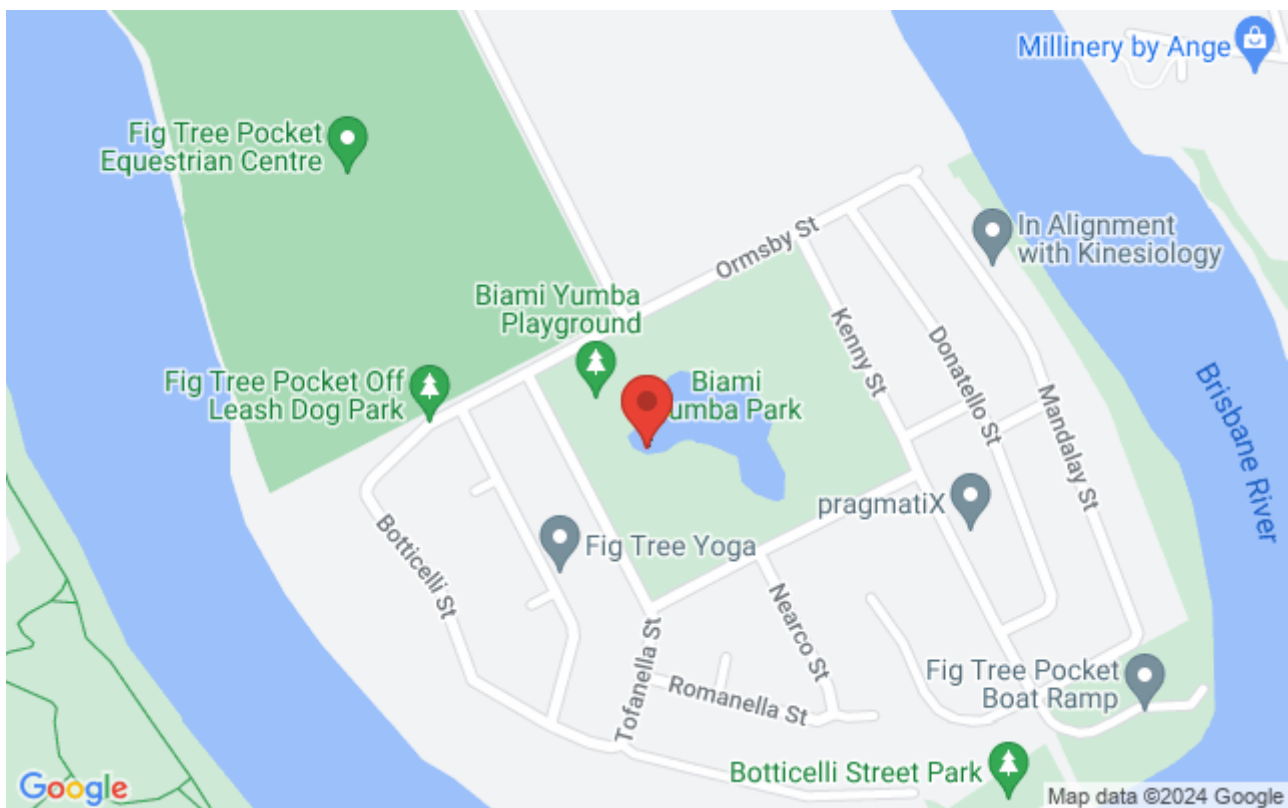 Millinery by Ange
Fig Tree Pocket
Equestrian Centre
In Alignment
with Kinesiology
Ormsby St
Biami Yumba
Playground
Kenny St
Donatello St
Fig Tree Pocket Off
Leash Dog Park
Biami
umba Park
Mandalay St
Brisbane River
pragmatiX
Botticelli St
Fig Tree Yoga
Nearco St
Tofanella St
Fig Tree Pocket
Boat Ramp
Romanella St
Botticelli Street Park
Google
Map data ©2024 Google